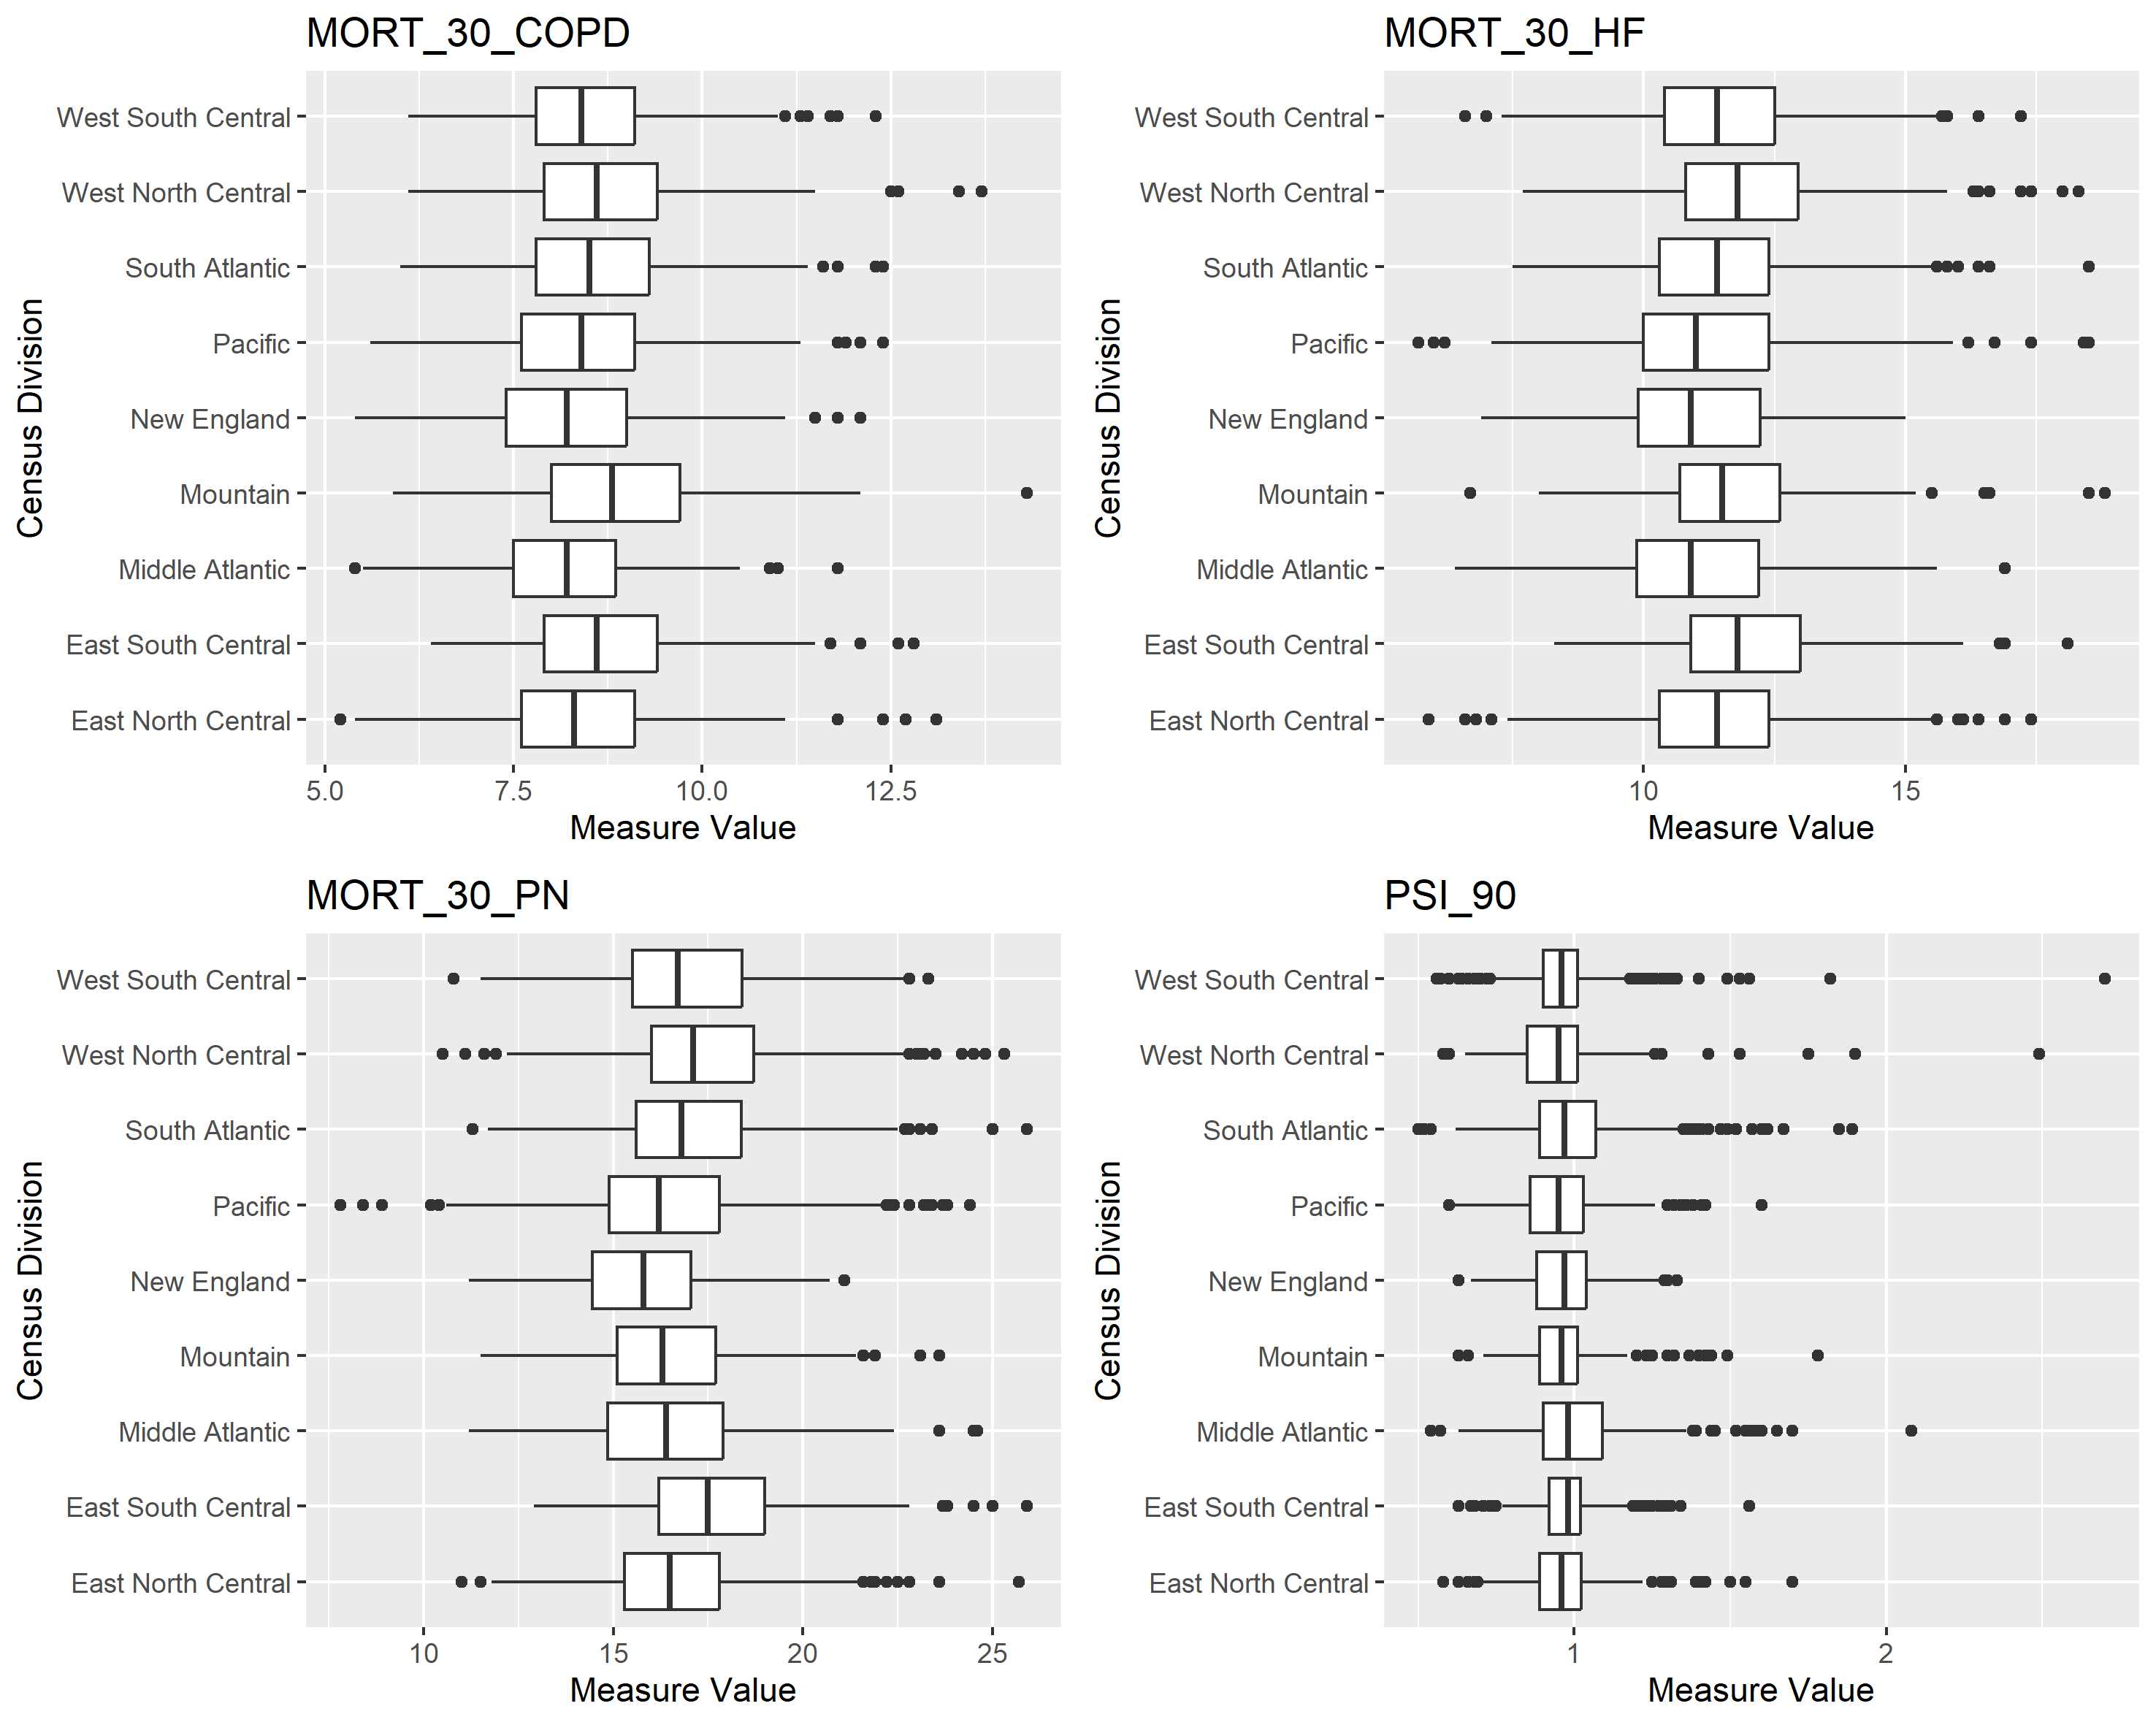 MORT_30_COPD
West South Central
West North Central
South Atlantic
Pacific
New England
Mountain
Middle Atlantic
East South Central
East North Central
Census Division
5.0 7.5 10.0 12.5
Measure Value
MORT_30_HF
West South Central
West North Central
South Atlantic
Pacific
New England
Mountain
Middle Atlantic
East South Central
East North Central
Census Division
10 15
Measure Value
MORT_30_PN
West South Central
West North Central
South Atlantic
Pacific
New England
Mountain
Middle Atlantic
East South Central
East North Central
Census Division
10 15 20 25
Measure Value
PSI_90
West South Central
West North Central
South Atlantic
Pacific
New England
Mountain
Middle Atlantic
East South Central
East North Central
Census Division
1 2
Measure Value